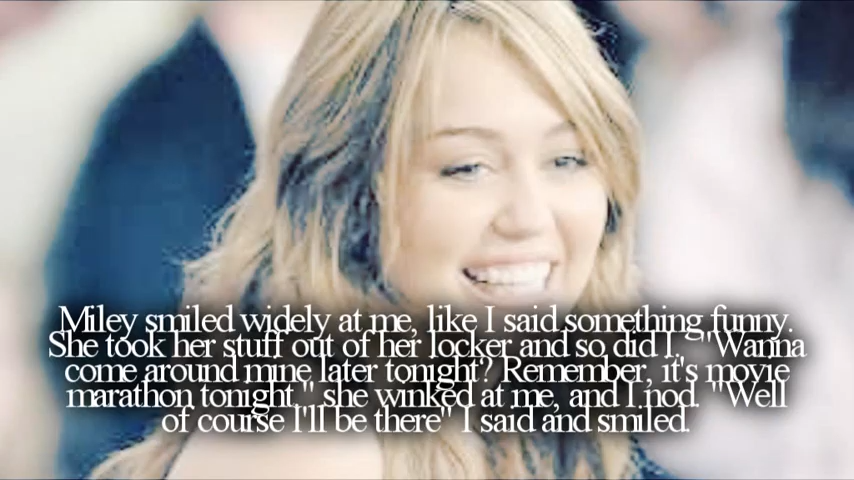 Miley smiled widely at me, like I said something funny.
She took her stuff out of her locker and so did I. "Wanna
come around mine later tonight? Remember, it's movie
marathon tonight," she winked at me, and I nod. "Well
of course I'll be there" I said and smiled.